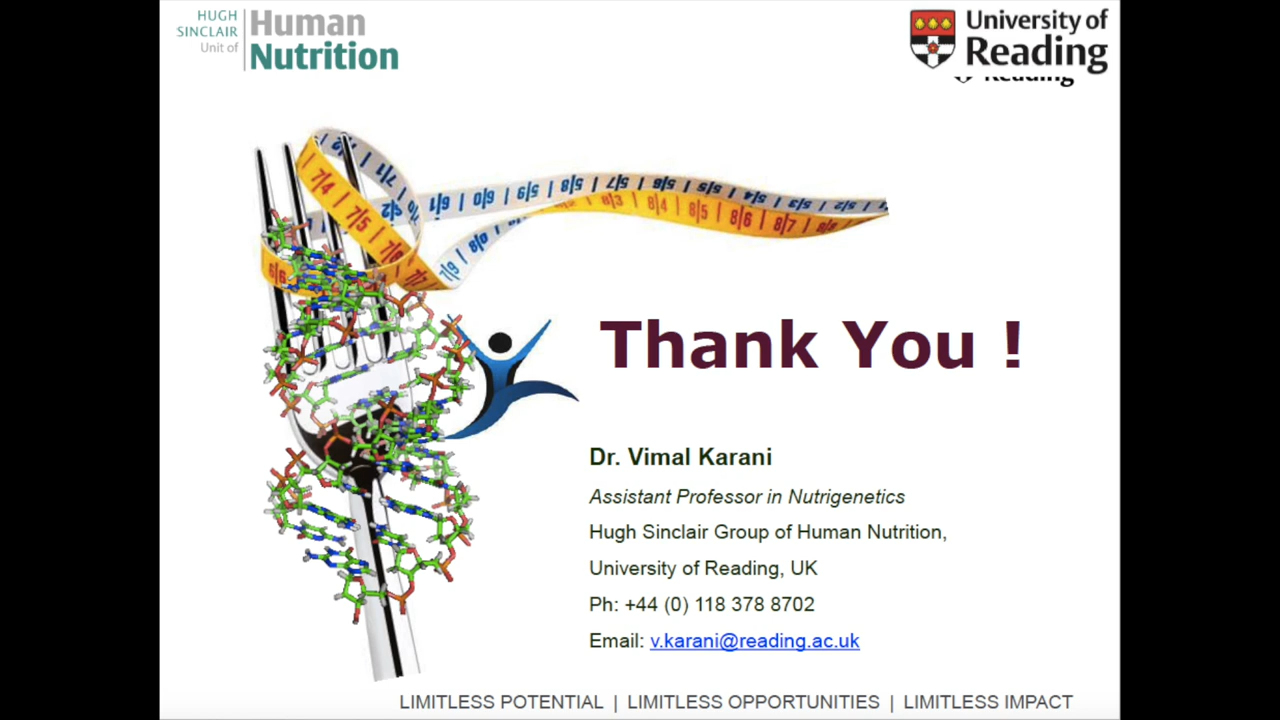 HUGH
SINCLAIR
Unit of
Human
Nutrition
University of
Reading
Reading
Thank You !
Dr. Vimal Karani
Assistant Professor in Nutrigenetics
Hugh Sinclair Group of Human Nutrition,
University of Reading, UK
Ph: +44 (0) 118 378 8702
Email: v.karani@reading.ac.uk
LIMITLESS POTENTIAL | LIMITLESS OPPORTUNITIES | LIMITLESS IMPACT